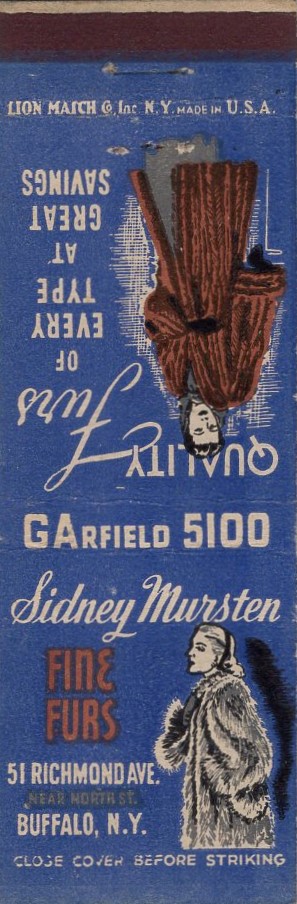 LION MATCH Co., Inc N.Y. MADE IN U.S.A.
QUALITY
furs
OF
EVERY
TYPE
AT
GREAT
SAVINGS
GARFIELD 5100
Sidney Mursten
FINE
FURS
51 RICHMOND AVE.
NEAR NORTH ST.
BUFFALO, N.Y.
CLOSE COVER BEFORE STRIKING